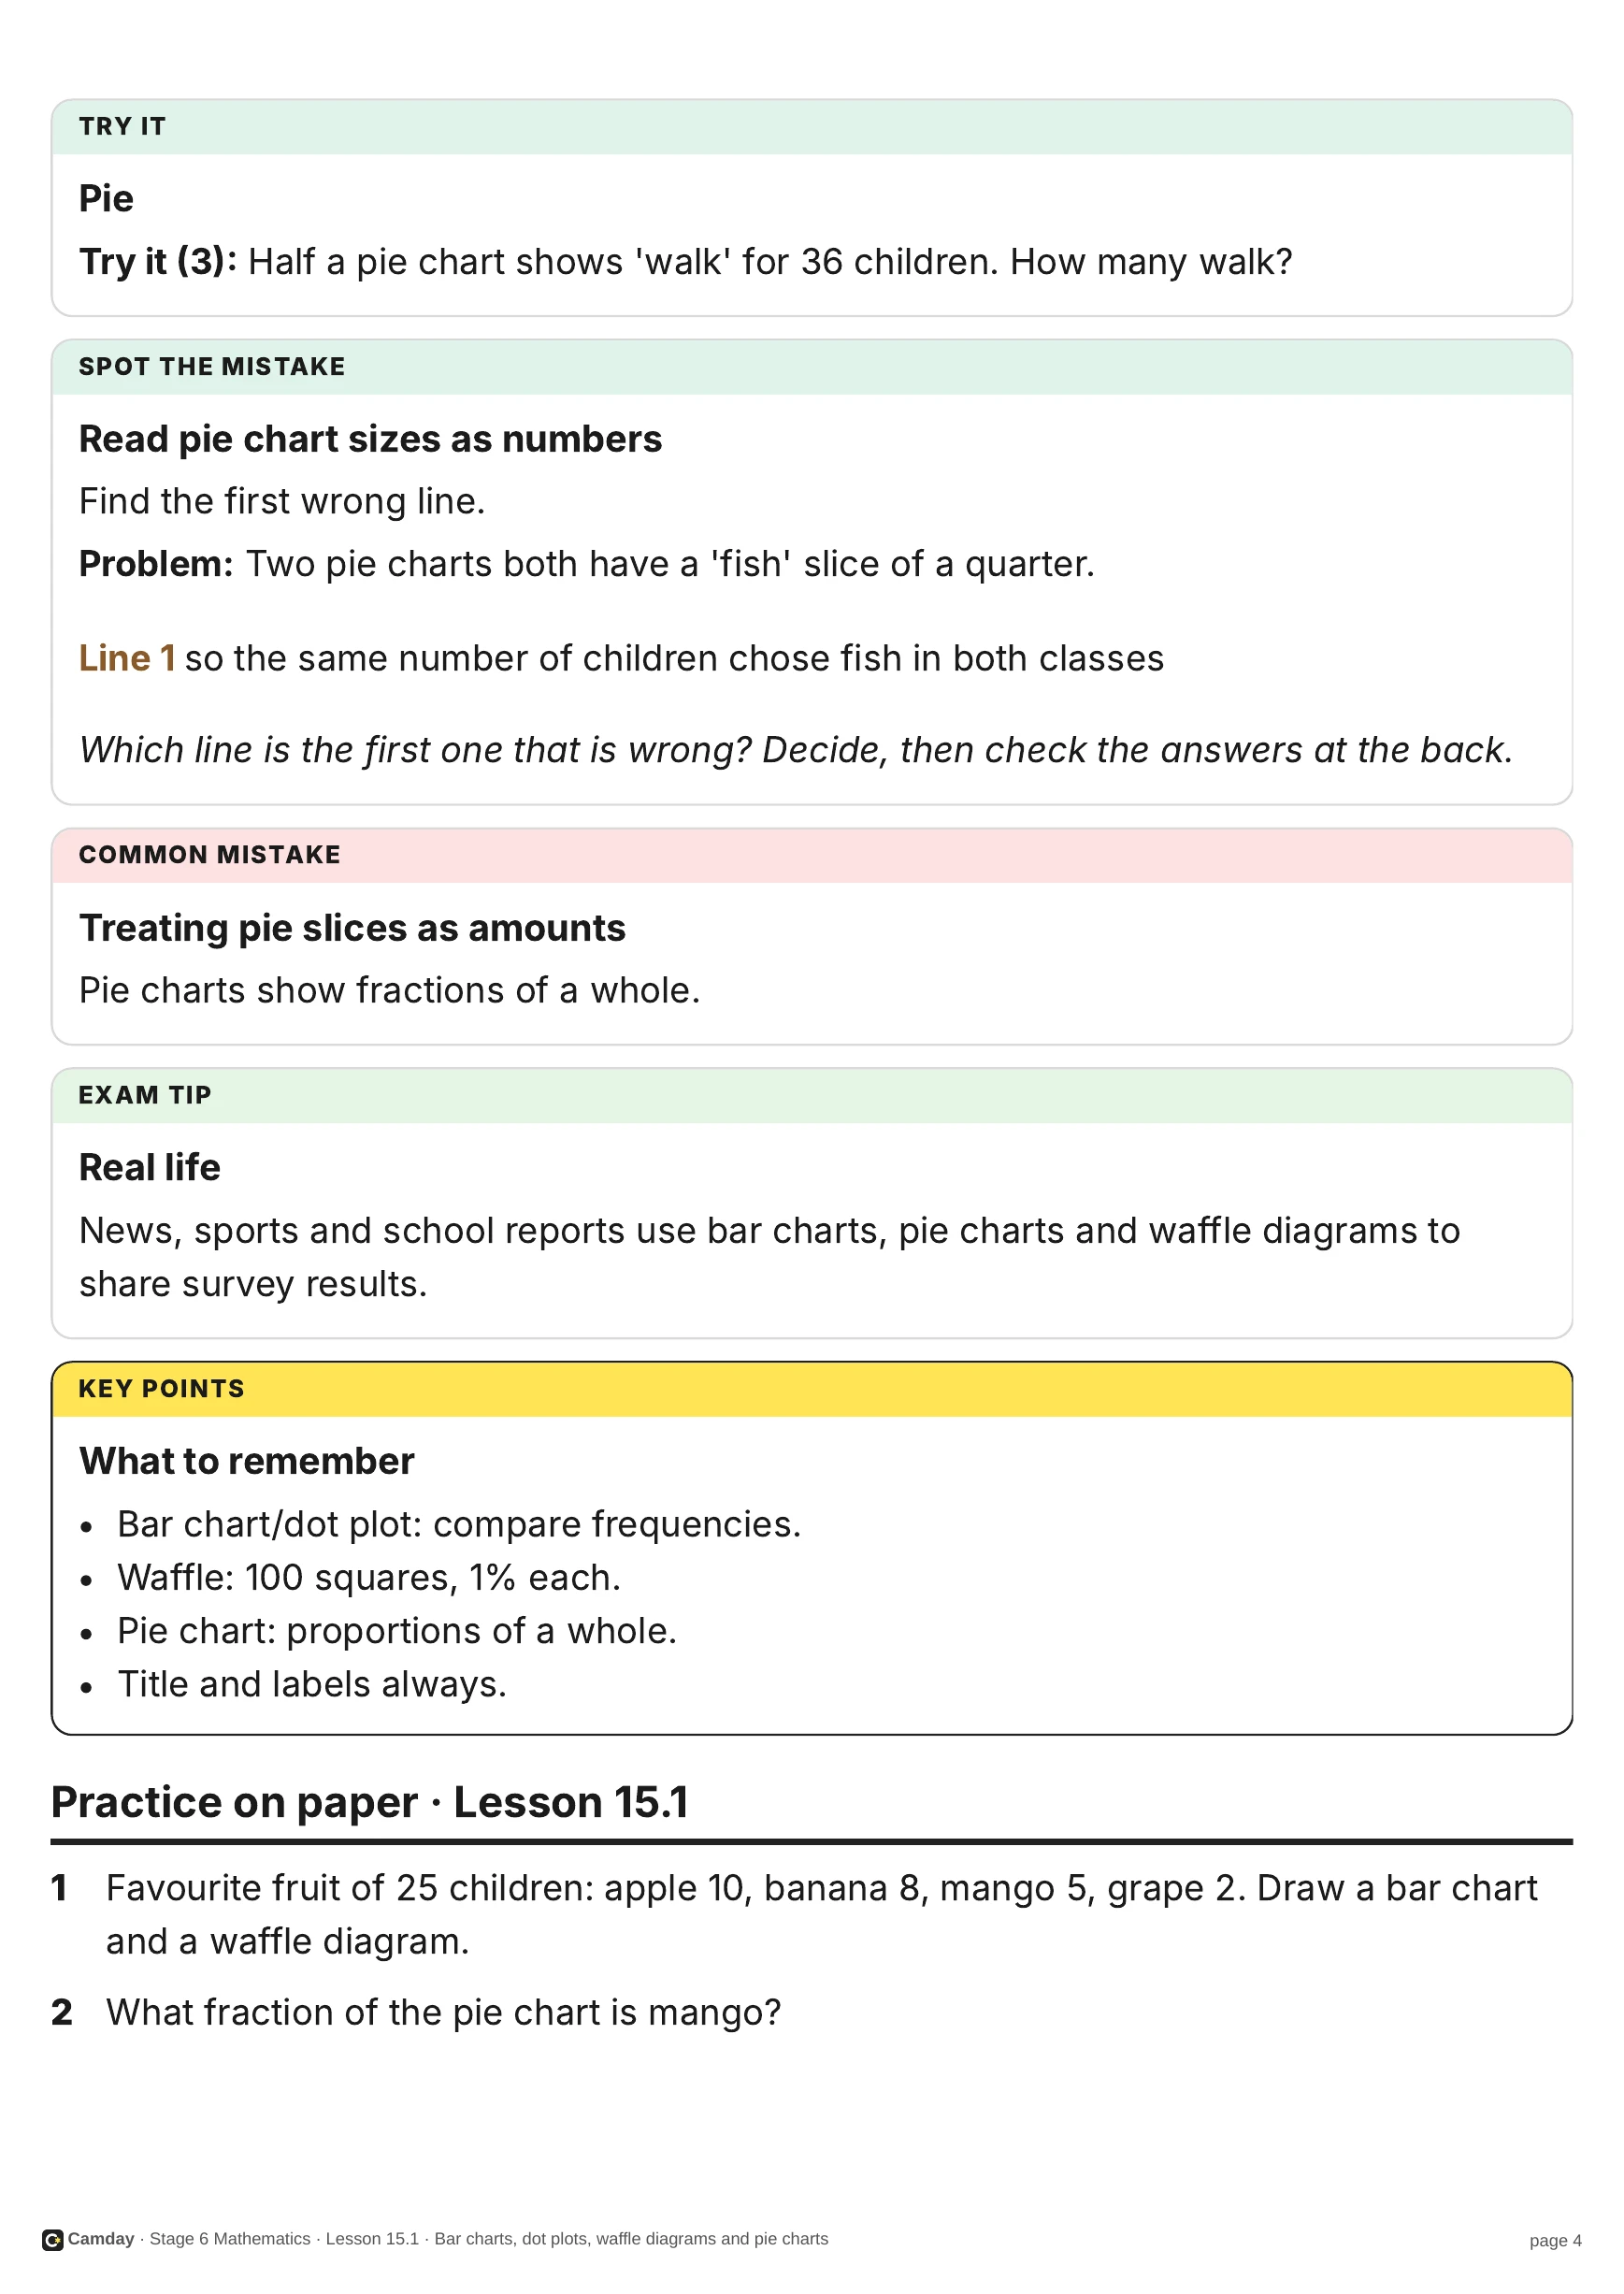 TRY IT
Pie
Try it (3): Half a pie chart shows 'walk' for 36 children. How many walk?
SPOT THE MISTAKE
Read pie chart sizes as numbers
Find the first wrong line.
Problem: Two pie charts both have a 'fish' slice of a quarter.
Line 1 so the same number of children chose fish in both classes
Which line is the first one that is wrong? Decide, then check the answers at the back.
COMMON MISTAKE
Treating pie slices as amounts
Pie charts show fractions of a whole.
EXAM TIP
Real life
News, sports and school reports use bar charts, pie charts and waffle diagrams to
share survey results.
KEY POINTS
What to remember
• Bar chart/dot plot: compare frequencies.
• Waffle: 100 squares, 1% each.
• Pie chart: proportions of a whole.
• Title and labels always.
Practice on paper · Lesson 15.1
1 Favourite fruit of 25 children: apple 10, banana 8, mango 5, grape 2. Draw a bar chart
and a waffle diagram.
2 What fraction of the pie chart is mango?
Camday · Stage 6 Mathematics · Lesson 15.1 · Bar charts, dot plots, waffle diagrams and pie charts
page 4